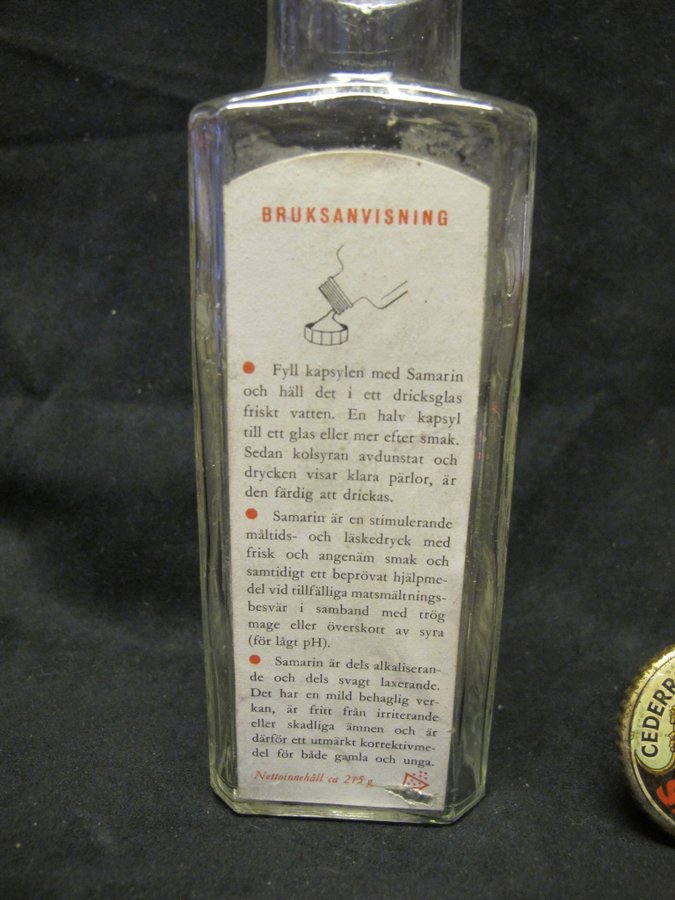 BRUKSANVISNING
● Fyll kapsylen med Samarin
och häll det i ett dricksglas
friskt vatten. En halv kapsyl
till ett glas eller mer efter smak.
Sedan kolsyran avdunstat och
drycken visar klara pärlor, är
den färdig att drickas.
● Samarin är en stimulerande
måltids- och läskedryck med
frisk och angenäm smak och
samtidigt ett beprövat hjälpme-
del vid tillfälliga matsmältnings-
besvär i samband med trög
mage eller överskott av syra
(för lågt pH).
● Samarin är dels alkaliseran-
de och dels svagt laxerande.
Det har en mild behaglig ver-
kan, är fritt från irriterande
eller skadliga ämnen och är
därför ett utmärkt korrektivme-
del för både gamla och unga.
Nettoinnehåll ca 215 g
CEDERR
S